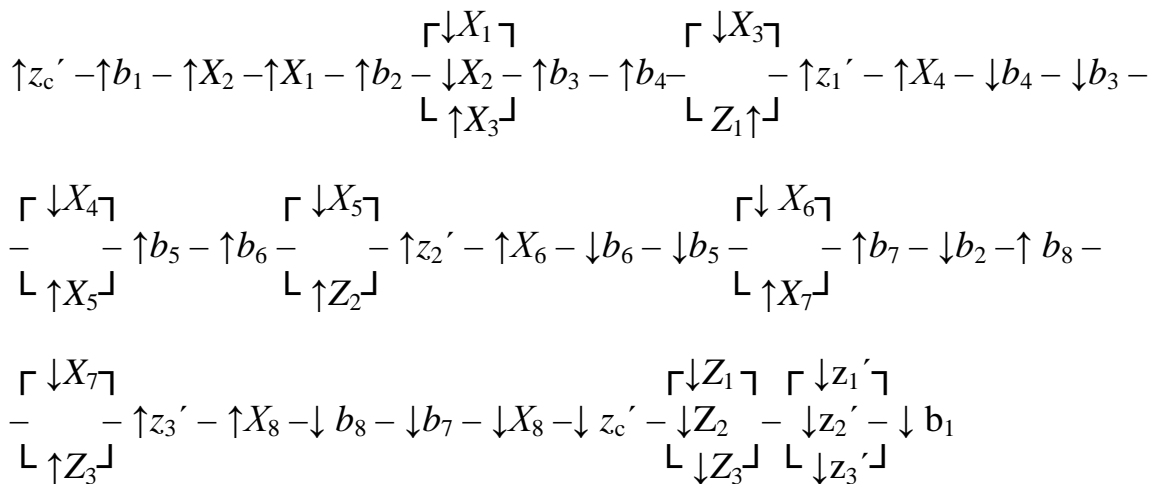 ┌↓X₁┐ ┌ ↓X₃┐
↑z_c′ –↑b₁ – ↑X₂ –↑X₁ – ↑b₂ – ↓X₂ – ↑b₃ – ↑b₄– – ↑z₁′ – ↑X₄ – ↓b₄ – ↓b₃ –
└ ↑X₃┘ └ Z₁↑┘
┌ ↓X₄┐ ┌ ↓X₅┐ ┌↓ X₆┐
– – ↑b₅ – ↑b₆ – – ↑z₂′ – ↑X₆ – ↓b₆ – ↓b₅ – – ↑b₇ – ↓b₂ –↑ b₈ –
└ ↑X₅┘ └ ↑Z₂┘ └ ↑X₇┘
┌ ↓X₇┐ ┌↓Z₁ ┐ ┌ ↓z₁′┐
– – ↑z₃′ – ↑X₈ –↓ b₈ – ↓b₇ – ↓X₈ –↓ z_c′ – ↓Z₂ – ↓z₂′ – ↓ b₁
└ ↑Z₃┘ └ ↓Z₃┘ └ ↓z₃′┘